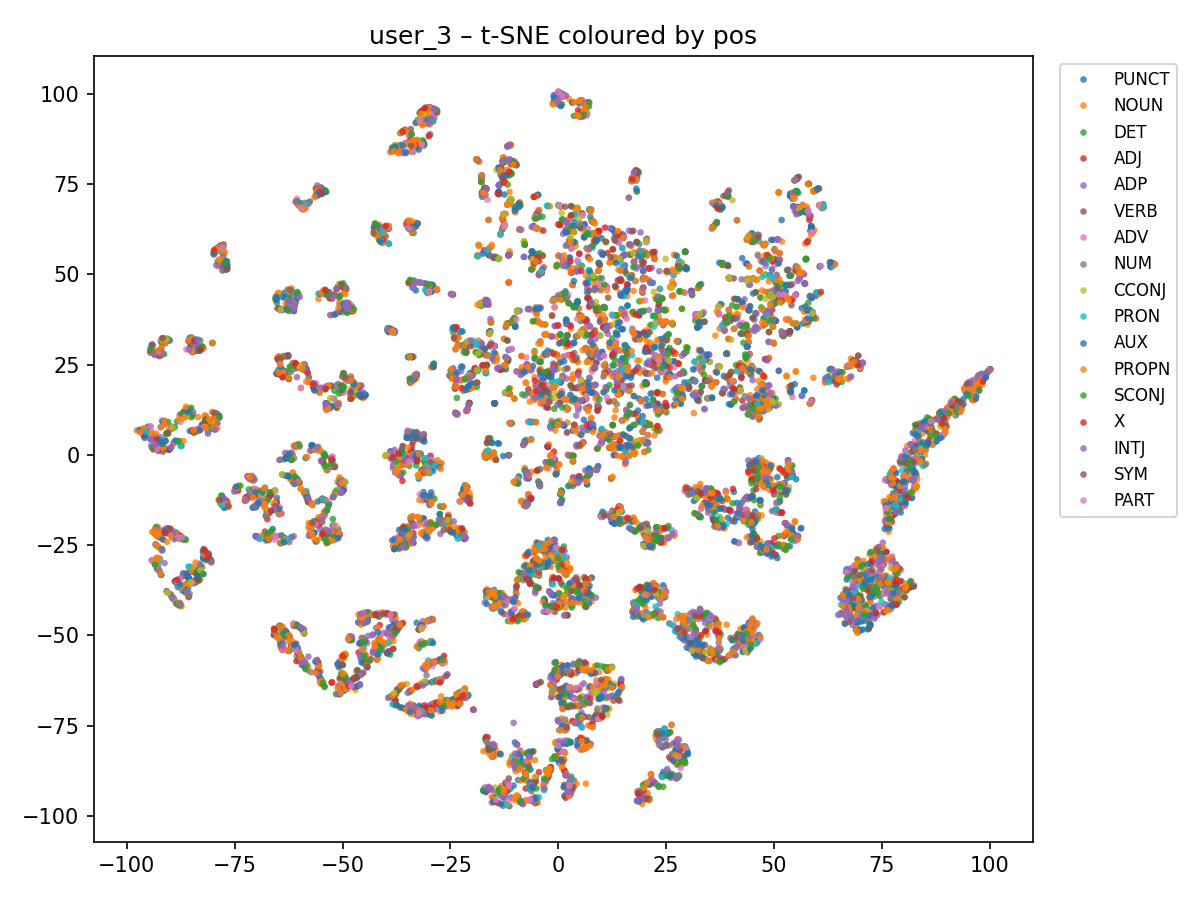 user_3 – t-SNE coloured by pos
100
75
50
25
0
−25
−50
−75
−100
−100
−75
−50
−25
0
25
50
75
100
PUNCT
NOUN
DET
ADJ
ADP
VERB
ADV
NUM
CCONJ
PRON
AUX
PROPN
SCONJ
X
INTJ
SYM
PART